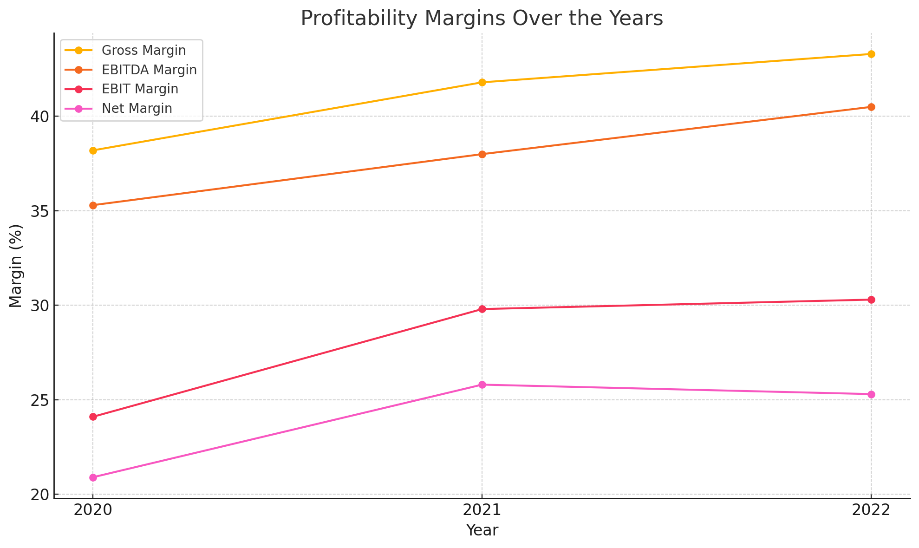 Profitability Margins Over the Years
Gross Margin
EBITDA Margin
EBIT Margin
Net Margin
Margin (%)
40
35
30
25
20
2020 2021 2022
Year